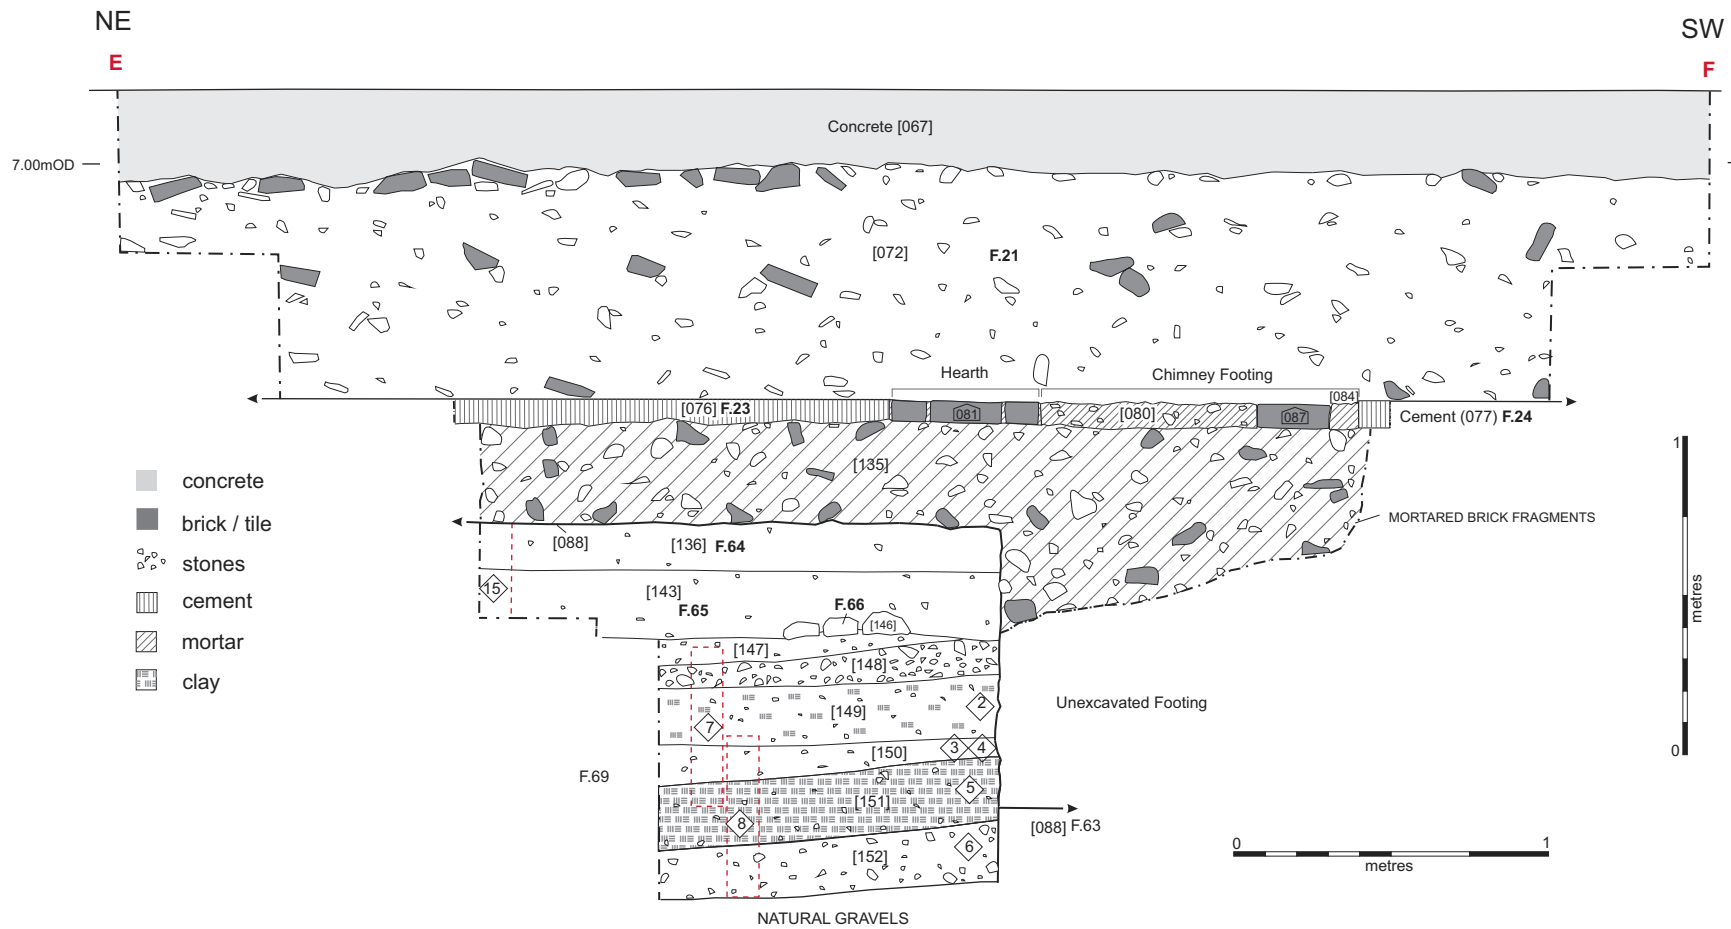 NE
SW
E
F
Concrete [067]
7.00mOD
[072]
F.21
Hearth
Chimney Footing
[084]
[076] F.23
081
[080]
087
Cement (077) F.24
[135]
1
concrete
brick / tile
stones
cement
mortar
clay
MORTARED BRICK FRAGMENTS
[088]
[136] F.64
15
[143]
F.65
F.66
[146]
metres
[147]
[148]
2
[149]
7
Unexcavated Footing
3
4
[150]
0
F.69
5
[151]
8
[088] F.63
6
[152]
0
1
metres
NATURAL GRAVELS